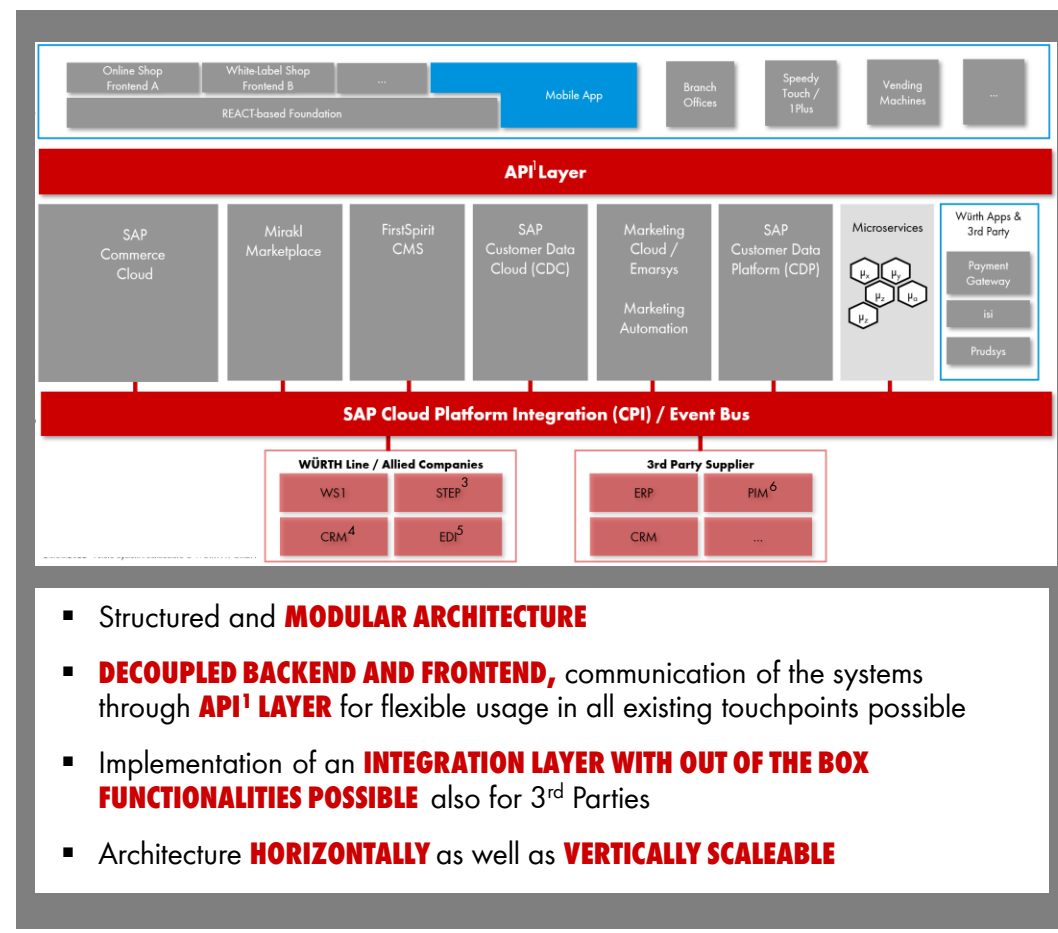 Online Shop
Frontend A
White-Label Shop
Frontend B
...
REACT-based Foundation
Mobile App
Branch
Offices
Speedy
Touch /
1Plus
Vending
Machines
...
API¹ Layer
SAP
Commerce
Cloud
Mirakl
Marketplace
FirstSpirit
CMS
SAP
Customer Data
Cloud (CDC)
Marketing
Cloud /
Emarsys
Marketing
Automation
SAP
Customer Data
Platform (CDP)
Microservices
μx
μy
μz
μα
μz
Würth Apps &
3rd Party
Payment
Gateway
isi
Prudsys
SAP Cloud Platform Integration (CPI) / Event Bus
WÜRTH Line / Allied Companies
WS1
STEP³
CRM⁴
EDI⁵
3rd Party Supplier
ERP
PIM⁶
CRM
...
▪ Structured and MODULAR ARCHITECTURE
▪ DECOUPLED BACKEND AND FRONTEND, communication of the systems
through API¹ LAYER for flexible usage in all existing touchpoints possible
▪ Implementation of an INTEGRATION LAYER WITH OUT OF THE BOX
FUNCTIONALITIES POSSIBLE also for 3rd Parties
▪ Architecture HORIZONTALLY as well as VERTICALLY SCALEABLE